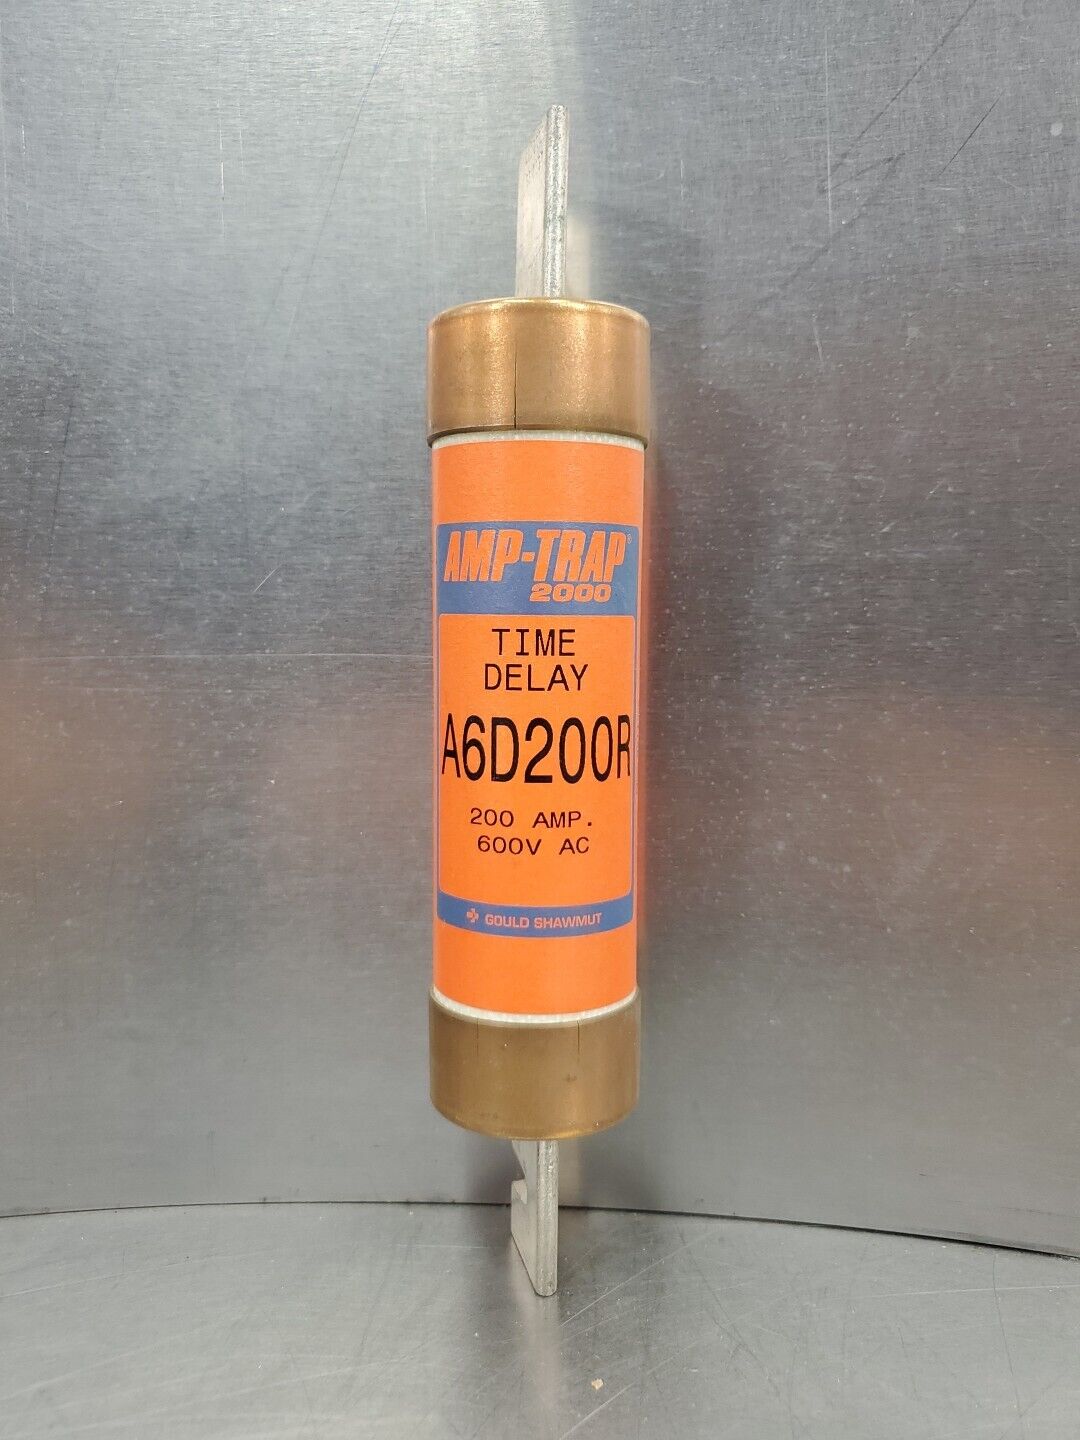 AMP-TRAP®
2000
TIME
DELAY
A6D200R
200 AMP.
600V AC
GOULD SHAWMUT